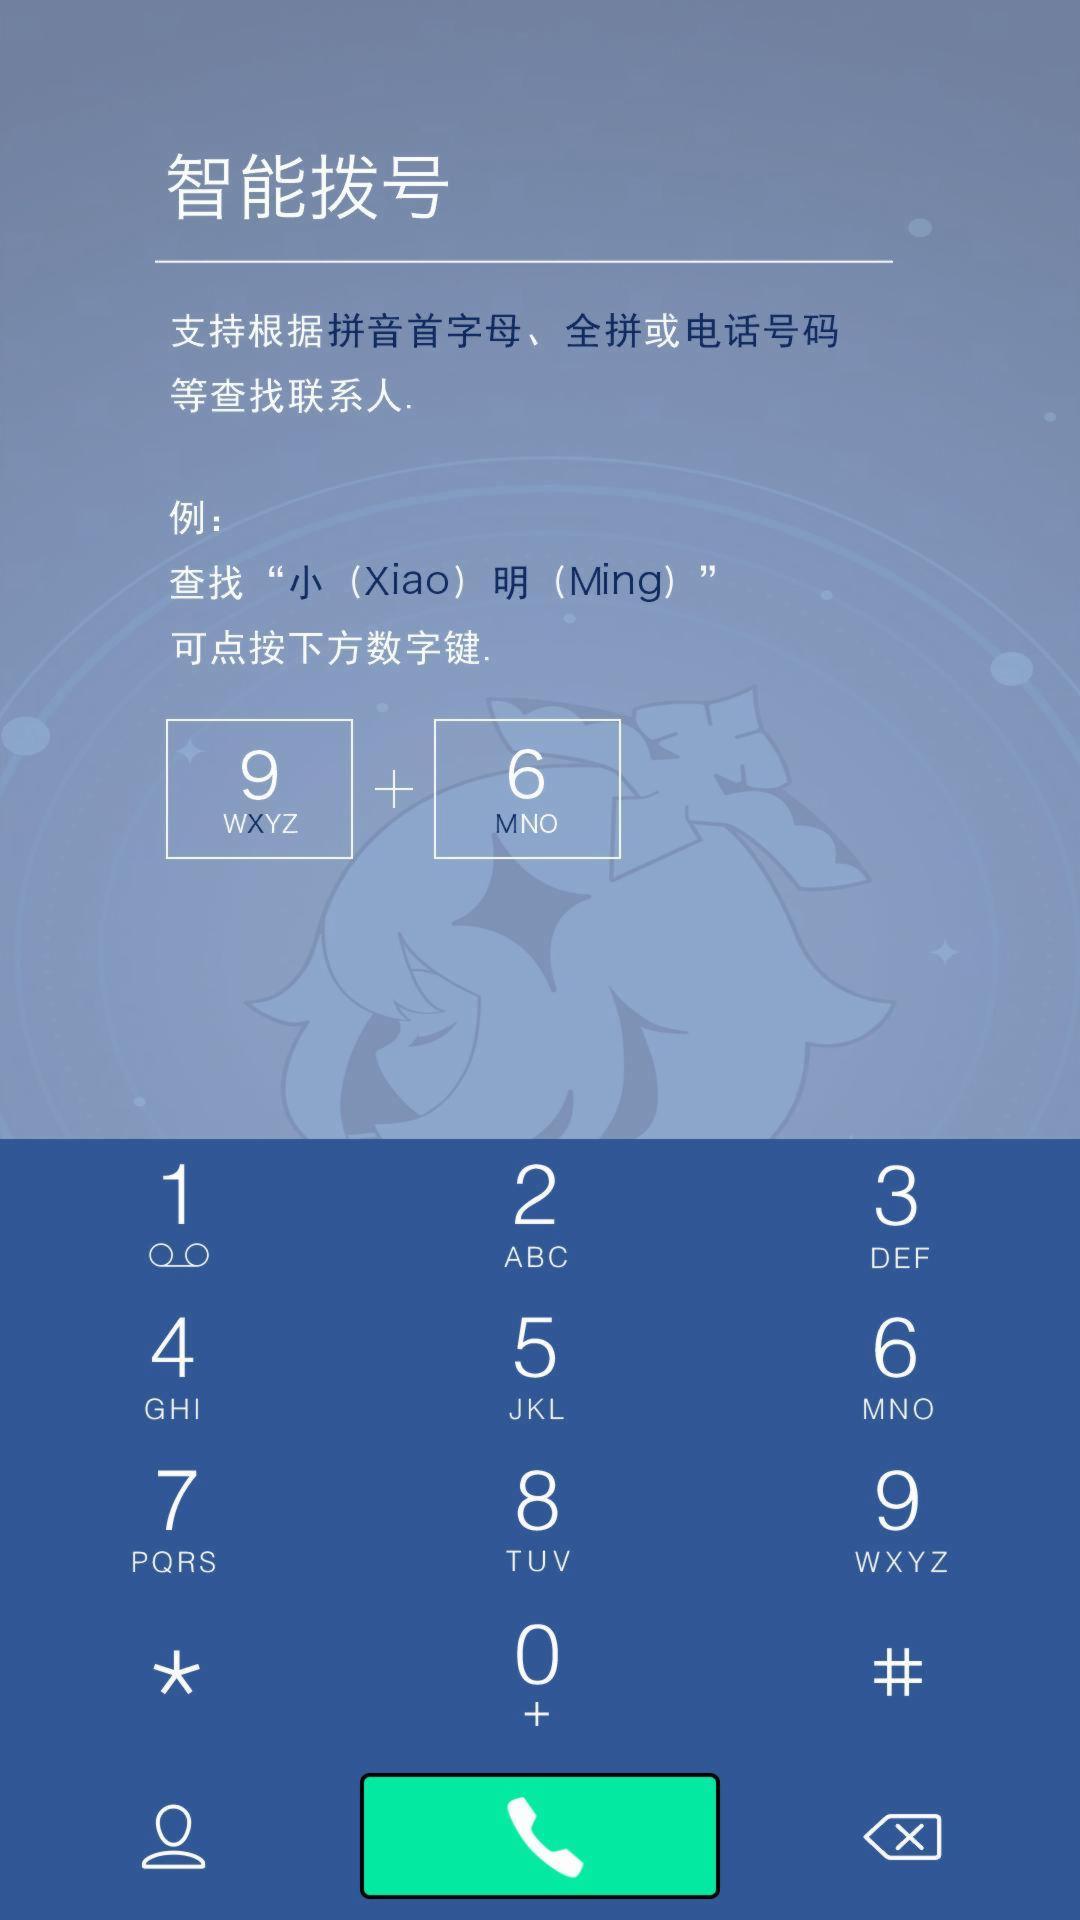 智能拨号
支持根据拼音首字母、全拼或电话号码
等查找联系人.
例：
查找“小（Xiao）明（Ming）”
可点按下方数字键.
9 + 6
WXYZ MNO
1 2 3
ABC DEF
4 5 6
GHI JKL MNO
7 8 9
PQRS TUV WXYZ
* 0 #
+